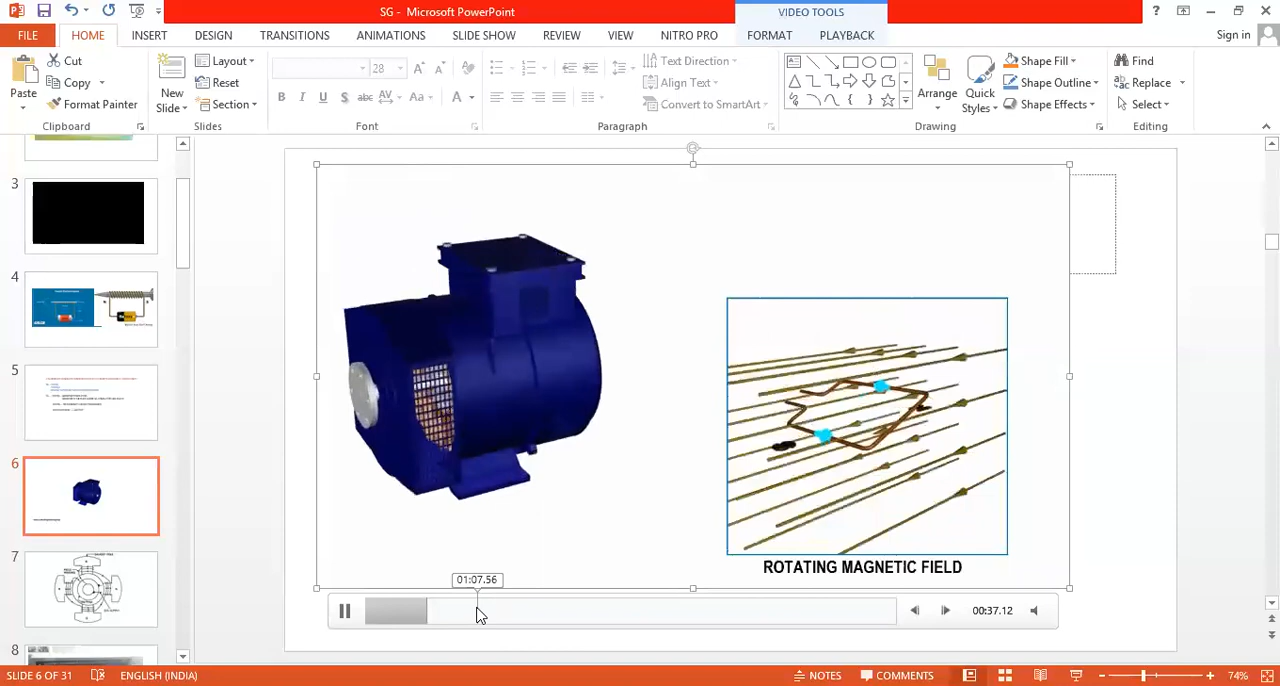 SG - Microsoft PowerPoint
VIDEO TOOLS
?
FILE
HOME
INSERT
DESIGN
TRANSITIONS
ANIMATIONS
SLIDE SHOW
REVIEW
VIEW
NITRO PRO
FORMAT
PLAYBACK
Sign in
Paste
Cut
Copy
Format Painter
Clipboard
New Slide
Layout
Reset
Section
Slides
28
B I U S abc AV Aa A
Font
Text Direction
Align Text
Convert to SmartArt
Paragraph
Arrange
Quick Styles
Shape Fill
Shape Outline
Shape Effects
Drawing
Find
Replace
Select
Editing
3
4
5
6
7
8
ROTATING MAGNETIC FIELD
01:07.56
00:37.12
SLIDE 6 OF 31
ENGLISH (INDIA)
NOTES
COMMENTS
74%